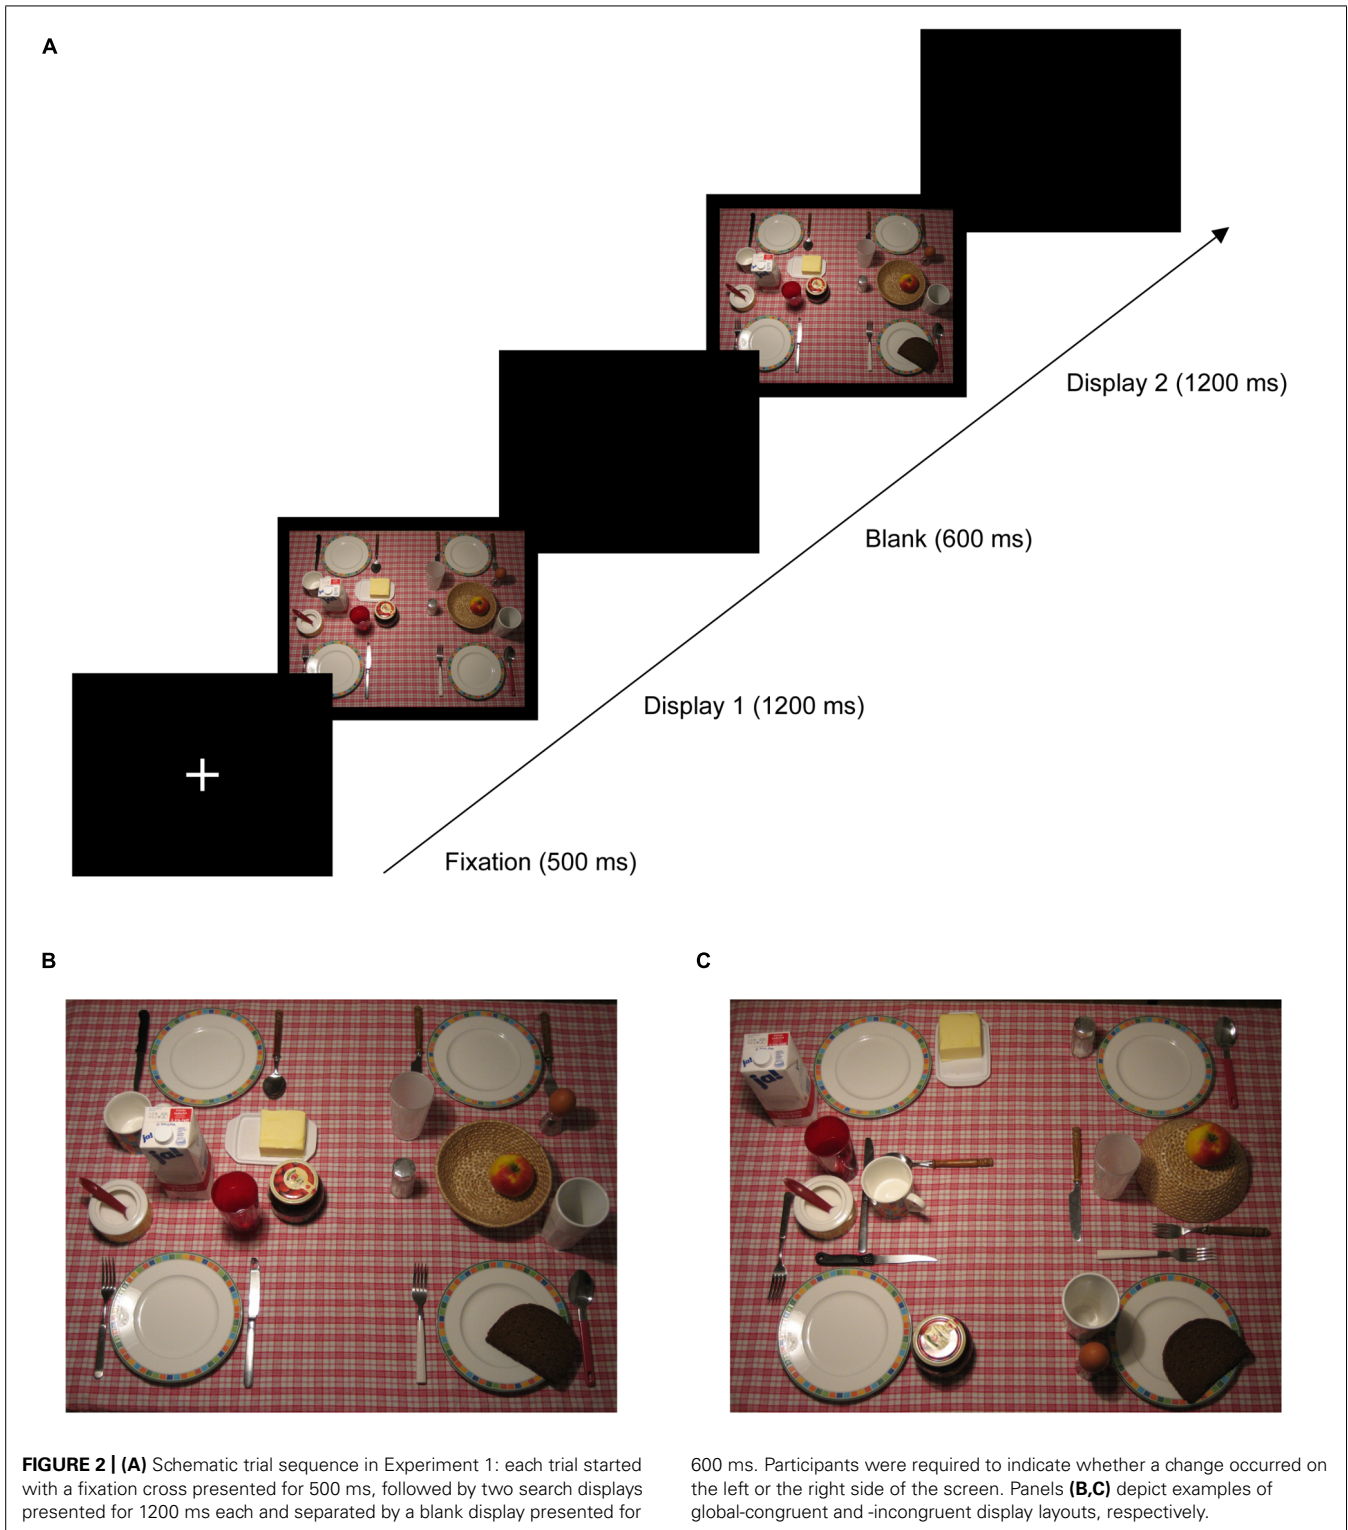 A
Display 2 (1200 ms)
Blank (600 ms)
Display 1 (1200 ms)
Fixation (500 ms)
B
C
ja!
ja!
ja!
ja!
FIGURE 2 | (A) Schematic trial sequence in Experiment 1: each trial started
with a fixation cross presented for 500 ms, followed by two search displays
presented for 1200 ms each and separated by a blank display presented for
600 ms. Participants were required to indicate whether a change occurred on
the left or the right side of the screen. Panels (B,C) depict examples of
global-congruent and -incongruent display layouts, respectively.